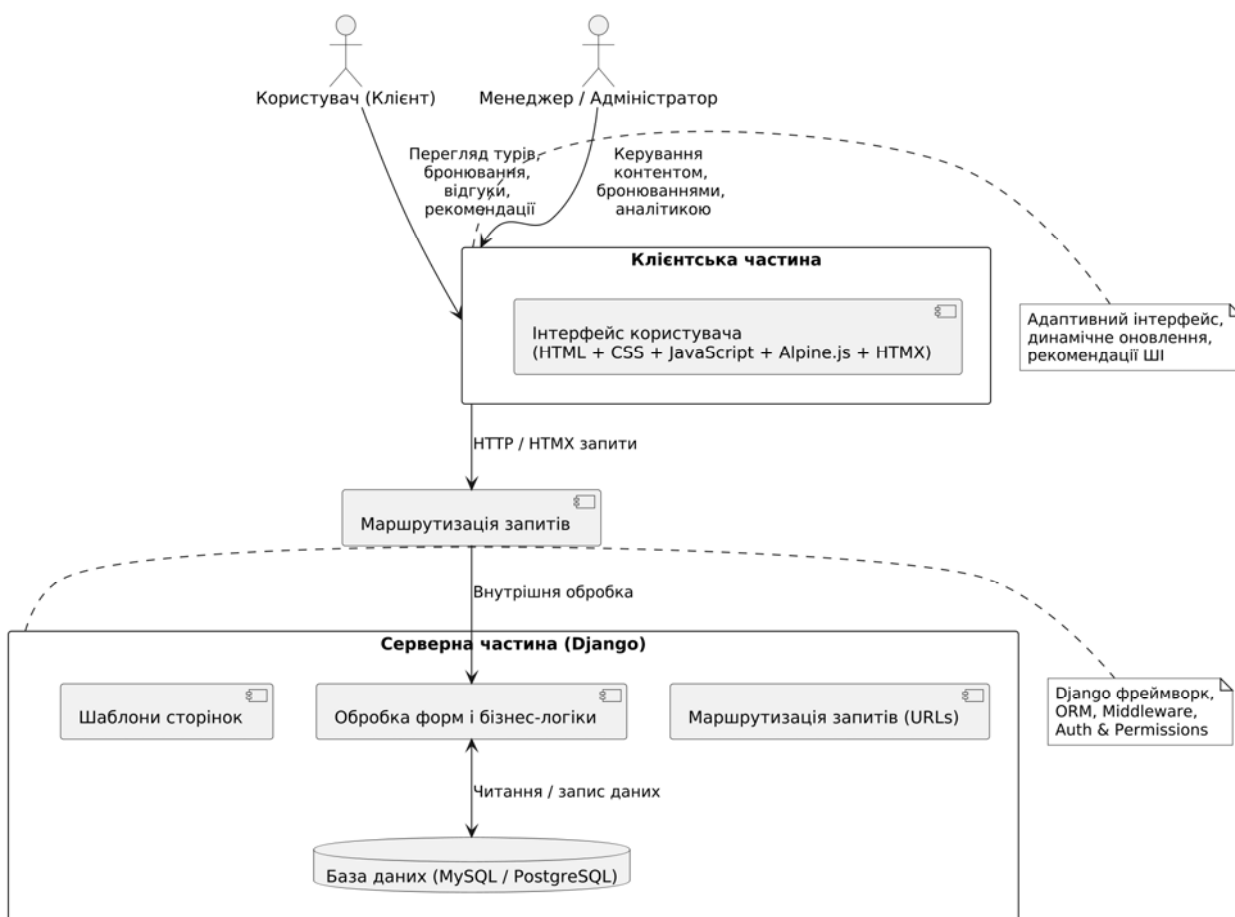 Користувач (Клієнт)
Менеджер / Адміністратор
Перегляд турів,
бронювання,
відгуки,
рекомендації
Керування
контентом,
бронюваннями,
аналітикою
Клієнтська частина
Інтерфейс користувача
(HTML + CSS + JavaScript + Alpine.js + HTMX)
Адаптивний інтерфейс,
динамічне оновлення,
рекомендації ШІ
HTTP / HTMX запити
Маршрутизація запитів
Внутрішня обробка
Серверна частина (Django)
Шаблони сторінок
Обробка форм і бізнес-логіки
Маршрутизація запитів (URLs)
Django фреймворк,
ORM, Middleware,
Auth & Permissions
Читання / запис даних
База даних (MySQL / PostgreSQL)